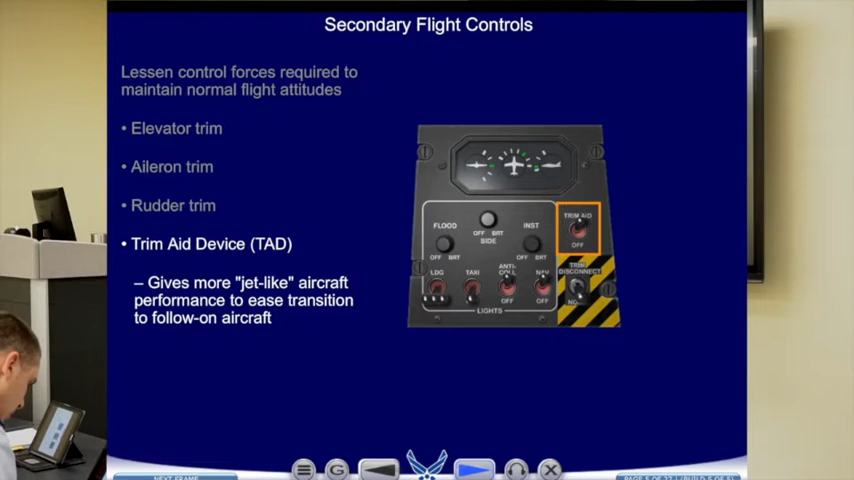 Secondary Flight Controls
Lessen control forces required to
maintain normal flight attitudes
• Elevator trim
• Aileron trim
• Rudder trim
• Trim Aid Device (TAD)
– Gives more "jet-like" aircraft
performance to ease transition
to follow-on aircraft
FLOOD
OFF BRT
SIDE
INST
OFF BRT
OFF BRT
TRIM AID
OFF
LDG
TAXI
ANTI-
COLL
NAV
OFF
OFF
LIGHTS
TRIM
DISCONNECT
G
X
NEXT FRAME